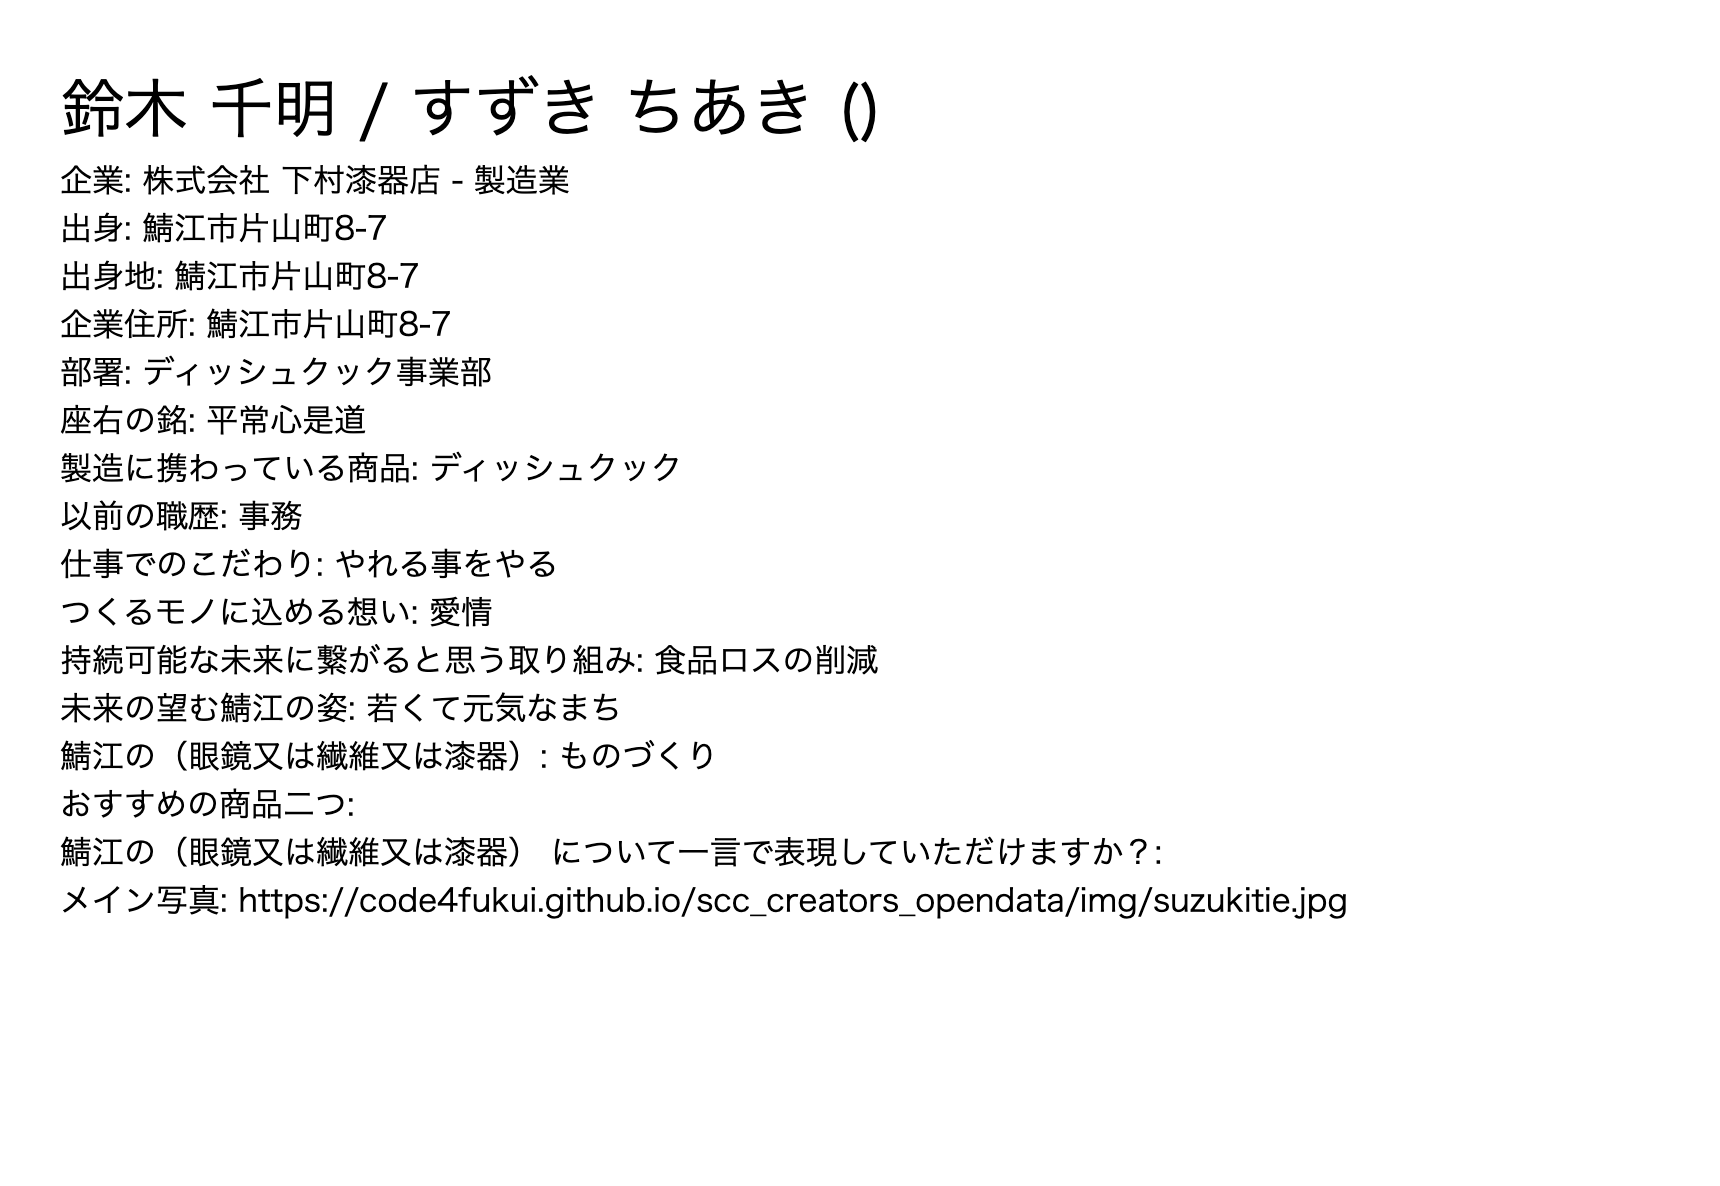 鈴木 千明 / すずき ちあき ()
企業: 株式会社 下村漆器店 - 製造業
出身: 鯖江市片山町8-7
出身地: 鯖江市片山町8-7
企業住所: 鯖江市片山町8-7
部署: ディッシュクック事業部
座右の銘: 平常心是道
製造に携わっている商品: ディッシュクック
以前の職歴: 事務
仕事でのこだわり: やれる事をやる
つくるモノに込める想い: 愛情
持続可能な未来に繋がると思う取り組み: 食品ロスの削減
未来の望む鯖江の姿: 若くて元気なまち
鯖江の（眼鏡又は繊維又は漆器）: ものづくり
おすすめの商品二つ:
鯖江の（眼鏡又は繊維又は漆器） について一言で表現していただけますか？:
メイン写真: https://code4fukui.github.io/scc_creators_opendata/img/suzukitie.jpg